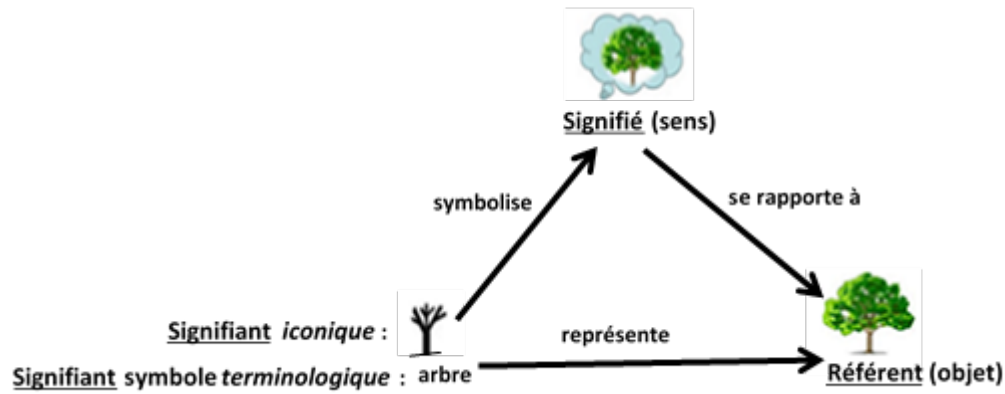 Signifié (sens)
symbolise
se rapporte à
Signifiant iconique :
représente
Signifiant symbole terminologique : arbre
Référent (objet)